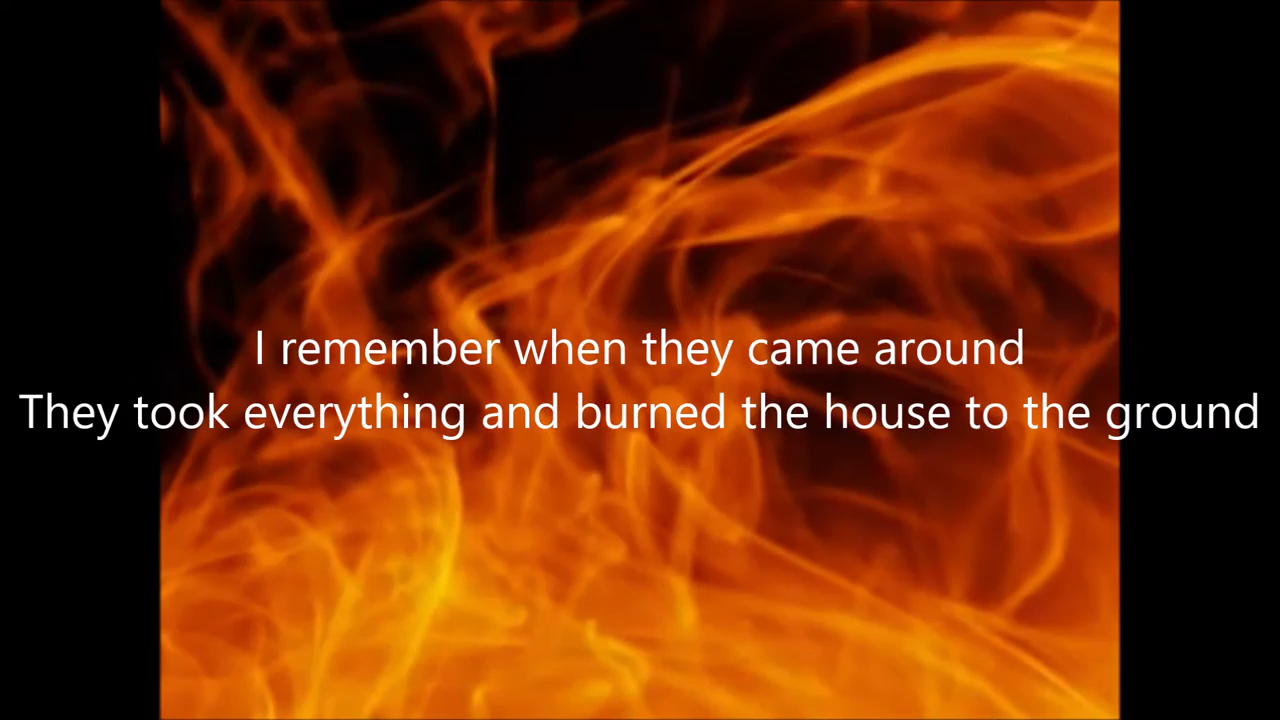 I remember when they came around
They took everything and burned the house to the ground